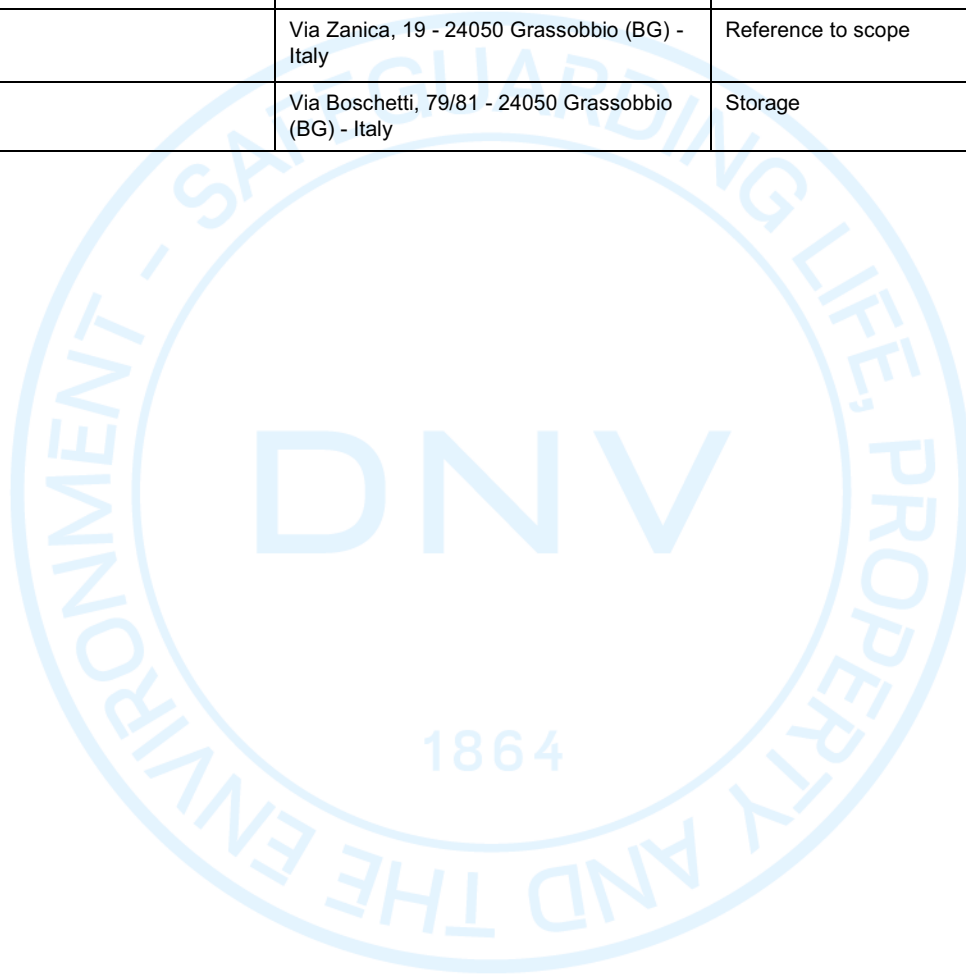 Via Zanica, 19 - 24050 Grassobbio (BG) -
Italy
Reference to scope
Via Boschetti, 79/81 - 24050 Grassobbio
(BG) - Italy
Storage
SAFEGUARDING LIFE, PROPERTY AND THE ENVIRONMENT -
DNV
1864